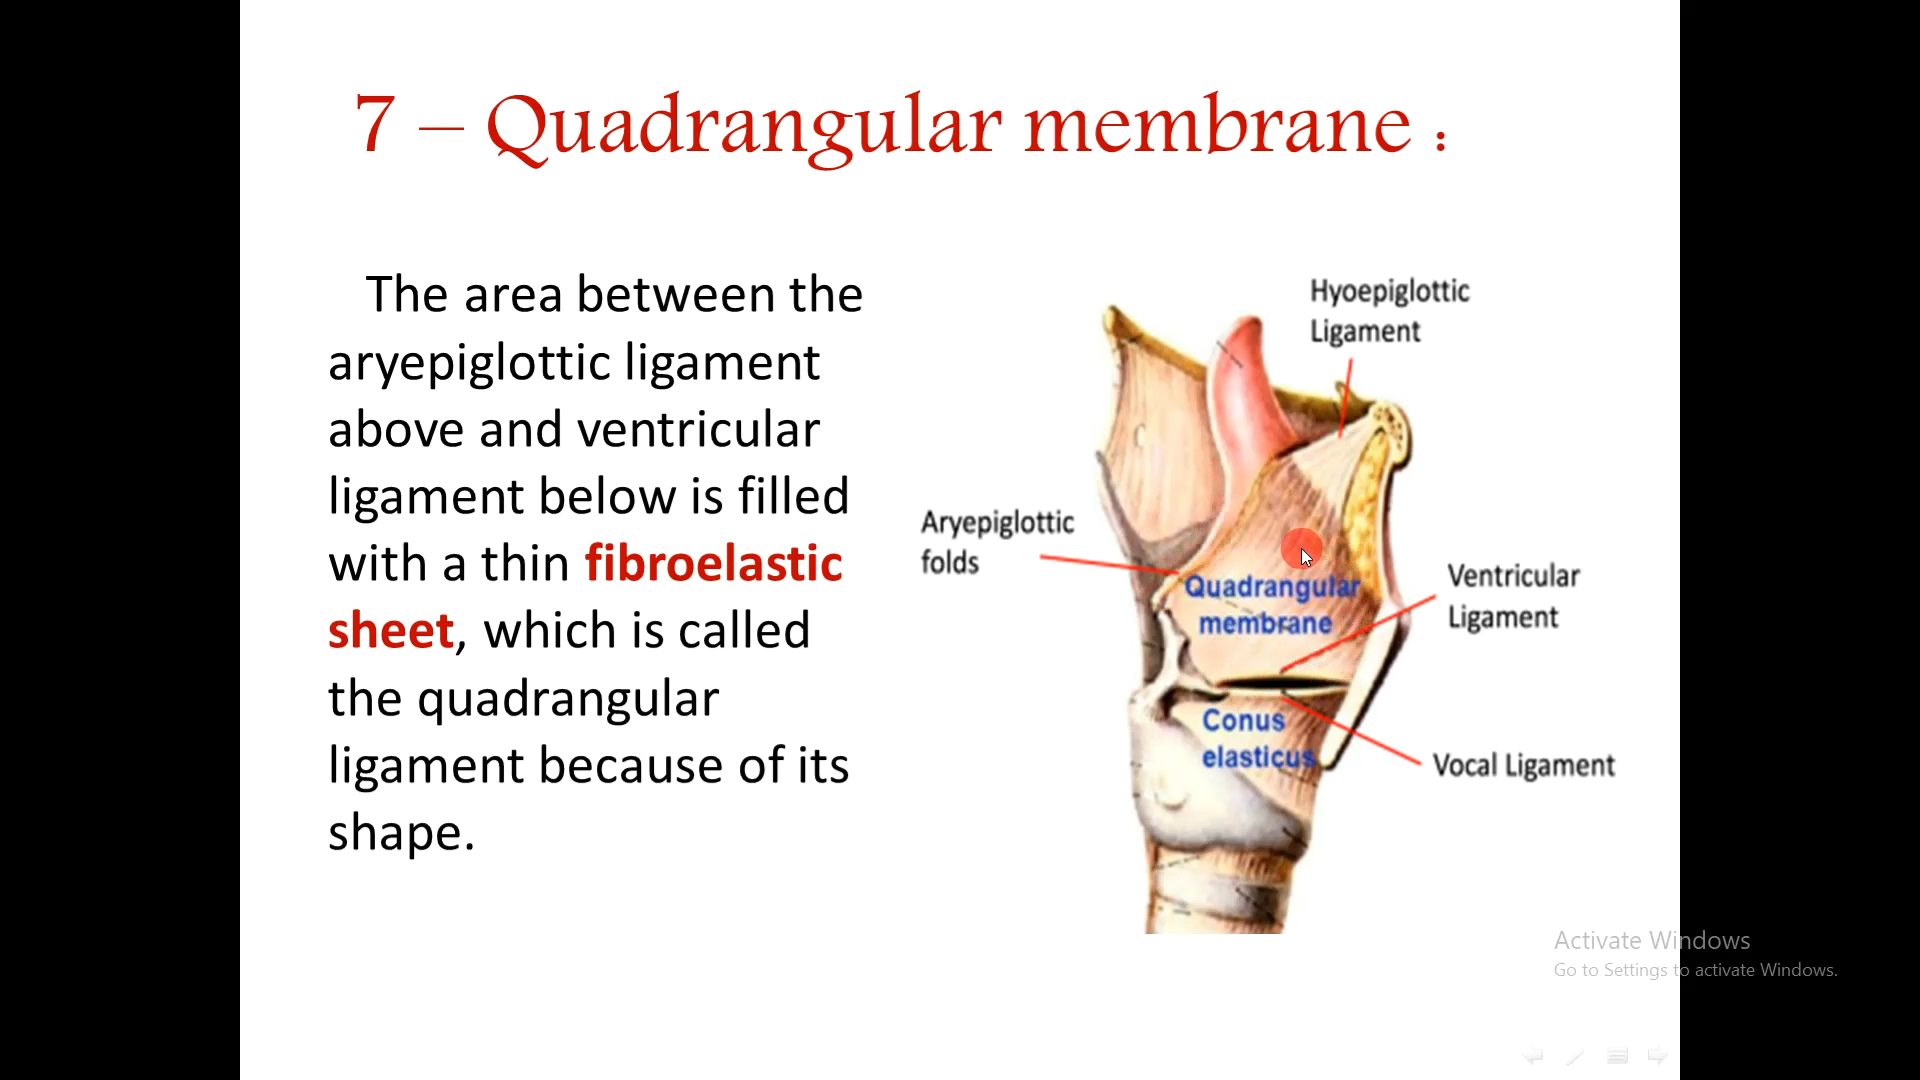 7 – Quadrangular membrane :
The area between the
aryepiglottic ligament
above and ventricular
ligament below is filled
with a thin fibroelastic
sheet, which is called
the quadrangular
ligament because of its
shape.
Hyoepiglottic
Ligament
Aryepiglottic
folds
Quadrangular
membrane
Ventricular
Ligament
Conus
elasticus
Vocal Ligament
Activate Windows
Go to Settings to activate Windows.